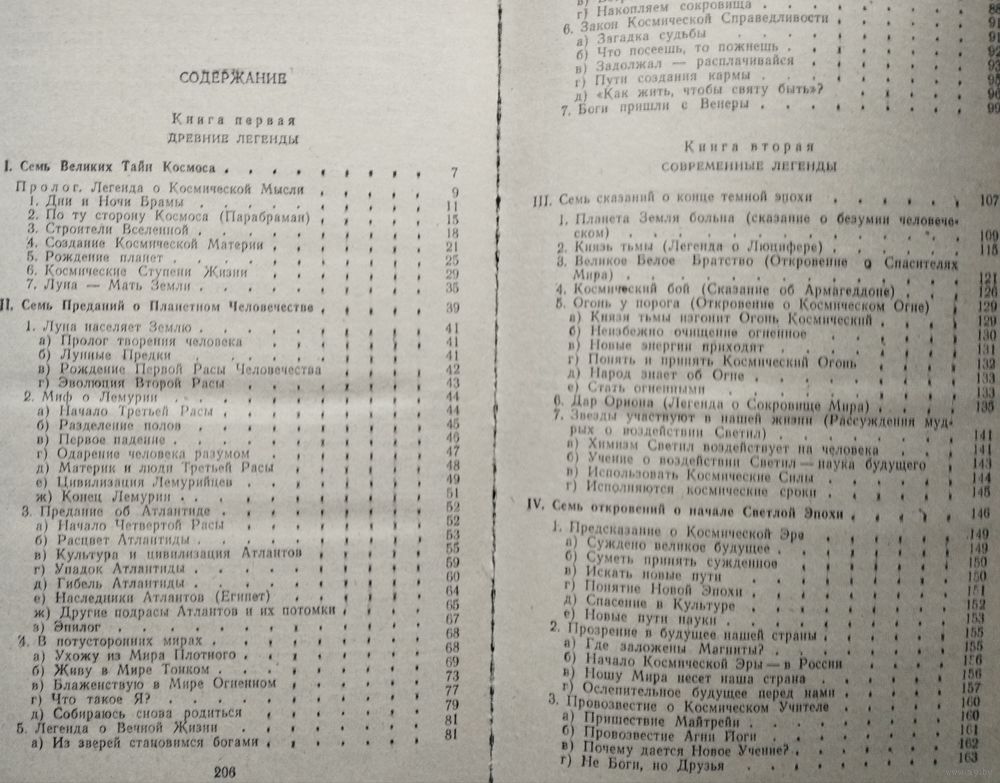 СОДЕРЖАНИЕ
Книга первая
ДРЕВНИЕ ЛЕГЕНДЫ
I. Семь Великих Тайн Космоса 7
Пролог. Легенда о Космической Мысли 9
1. Дни и Ночи Брамы 11
2. По ту сторону Космоса (Парабраман) 15
3. Строители Вселенной 18
4. Создание Космической Материи 21
5. Рождение планет 25
6. Космические Ступени Жизни 29
7. Луна — Мать Земли 35
II. Семь Преданий о Планетном Человечестве 39
1. Луна населяет Землю 41
а) Пролог творения человека 41
б) Лунные Предки 41
в) Рождение Первой Расы Человечества 42
г) Эволюция Второй Расы 43
2. Миф о Лемурии 44
а) Начало Третьей Расы 44
б) Разделение полов 45
в) Первое падение 46
г) Одарение человека разумом 47
д) Материк и люди Третьей Расы 48
е) Цивилизация Лемурийцев 49
ж) Конец Лемурии 51
3. Предание об Атлантиде 52
а) Начало Четвертой Расы 52
б) Расцвет Атлантиды 53
в) Культура и цивилизация Атлантов 55
г) Упадок Атлантиды 59
д) Гибель Атлантиды 60
е) Наследники Атлантов (Египет) 64
ж) Другие подрасы Атлантов и их потомки 65
з) Эпилог 67
4. В потусторонних мирах 68
а) Ухожу из Мира Плотного 68
б) Живу в Мире Тонком 69
в) Блаженствую в Мире Огненном 73
г) Что такое Я? 77
д) Собираюсь снова родиться 79
5. Легенда о Вечной Жизни 81
а) Из зверей становимся богами 81
206
г) Накопляем сокровища 88
6. Закон Космической Справедливости 91
а) Загадка судьбы 91
б) Что посеешь, то пожнешь 92
в) Задолжал — расплачивайся 93
г) Пути создания кармы 95
д) «Как жить, чтобы святу быть»? 96
7. Боги пришли с Венеры 99
Книга вторая
СОВРЕМЕННЫЕ ЛЕГЕНДЫ
III. Семь сказаний о конце темной эпохи 107
1. Планета Земля больна (сказание о безумии человече-
ском) 109
2. Князь тьмы (Легенда о Люцифере) 115
3. Великое Белое Братство (Откровение о Спасителях
Мира) 121
4. Космический бой (Сказание об Армагеддоне) 126
5. Огонь у порога (Откровение о Космическом Огне) 129
а) Князя тьмы изгонит Огонь Космический 129
б) Неизбежно очищение огненное 130
в) Новые энергии приходят 131
г) Понять и принять Космический Огонь 132
д) Народ знает об Огне 133
е) Стать огненными 133
6. Дар Ориона (Легенда о Сокровище Мира) 135
7. Звезды участвуют в нашей жизни (Рассуждения муд-
рых о воздействии Светил) 141
а) Химизм Светил воздействует на человека 141
б) Учение о воздействии Светил — наука будущего 143
в) Использовать Космические Силы 144
г) Исполняются космические сроки 145
IV. Семь откровений о начале Светлой Эпохи 146
1. Предсказание о Космической Эре 149
а) Суждено великое будущее 149
б) Суметь принять сужденное 150
в) Искать новые пути 150
г) Понятие Новой Эпохи 151
д) Спасение в Культуре 152
е) Новые пути науки 153
2. Прозрение в будущее нашей страны 155
а) Где заложены Магниты? 155
б) Начало Космической Эры — в России 156
в) Ношу Мира несет наша страна 156
г) Ослепительное будущее перед нами 157
3. Провозвестие о Космическом Учителе 160
а) Пришествие Майтрейи 160
б) Провозвестие Агни Йоги 161
в) Почему дается Новое Учение? 162
г) Не Боги, но Друзья 163